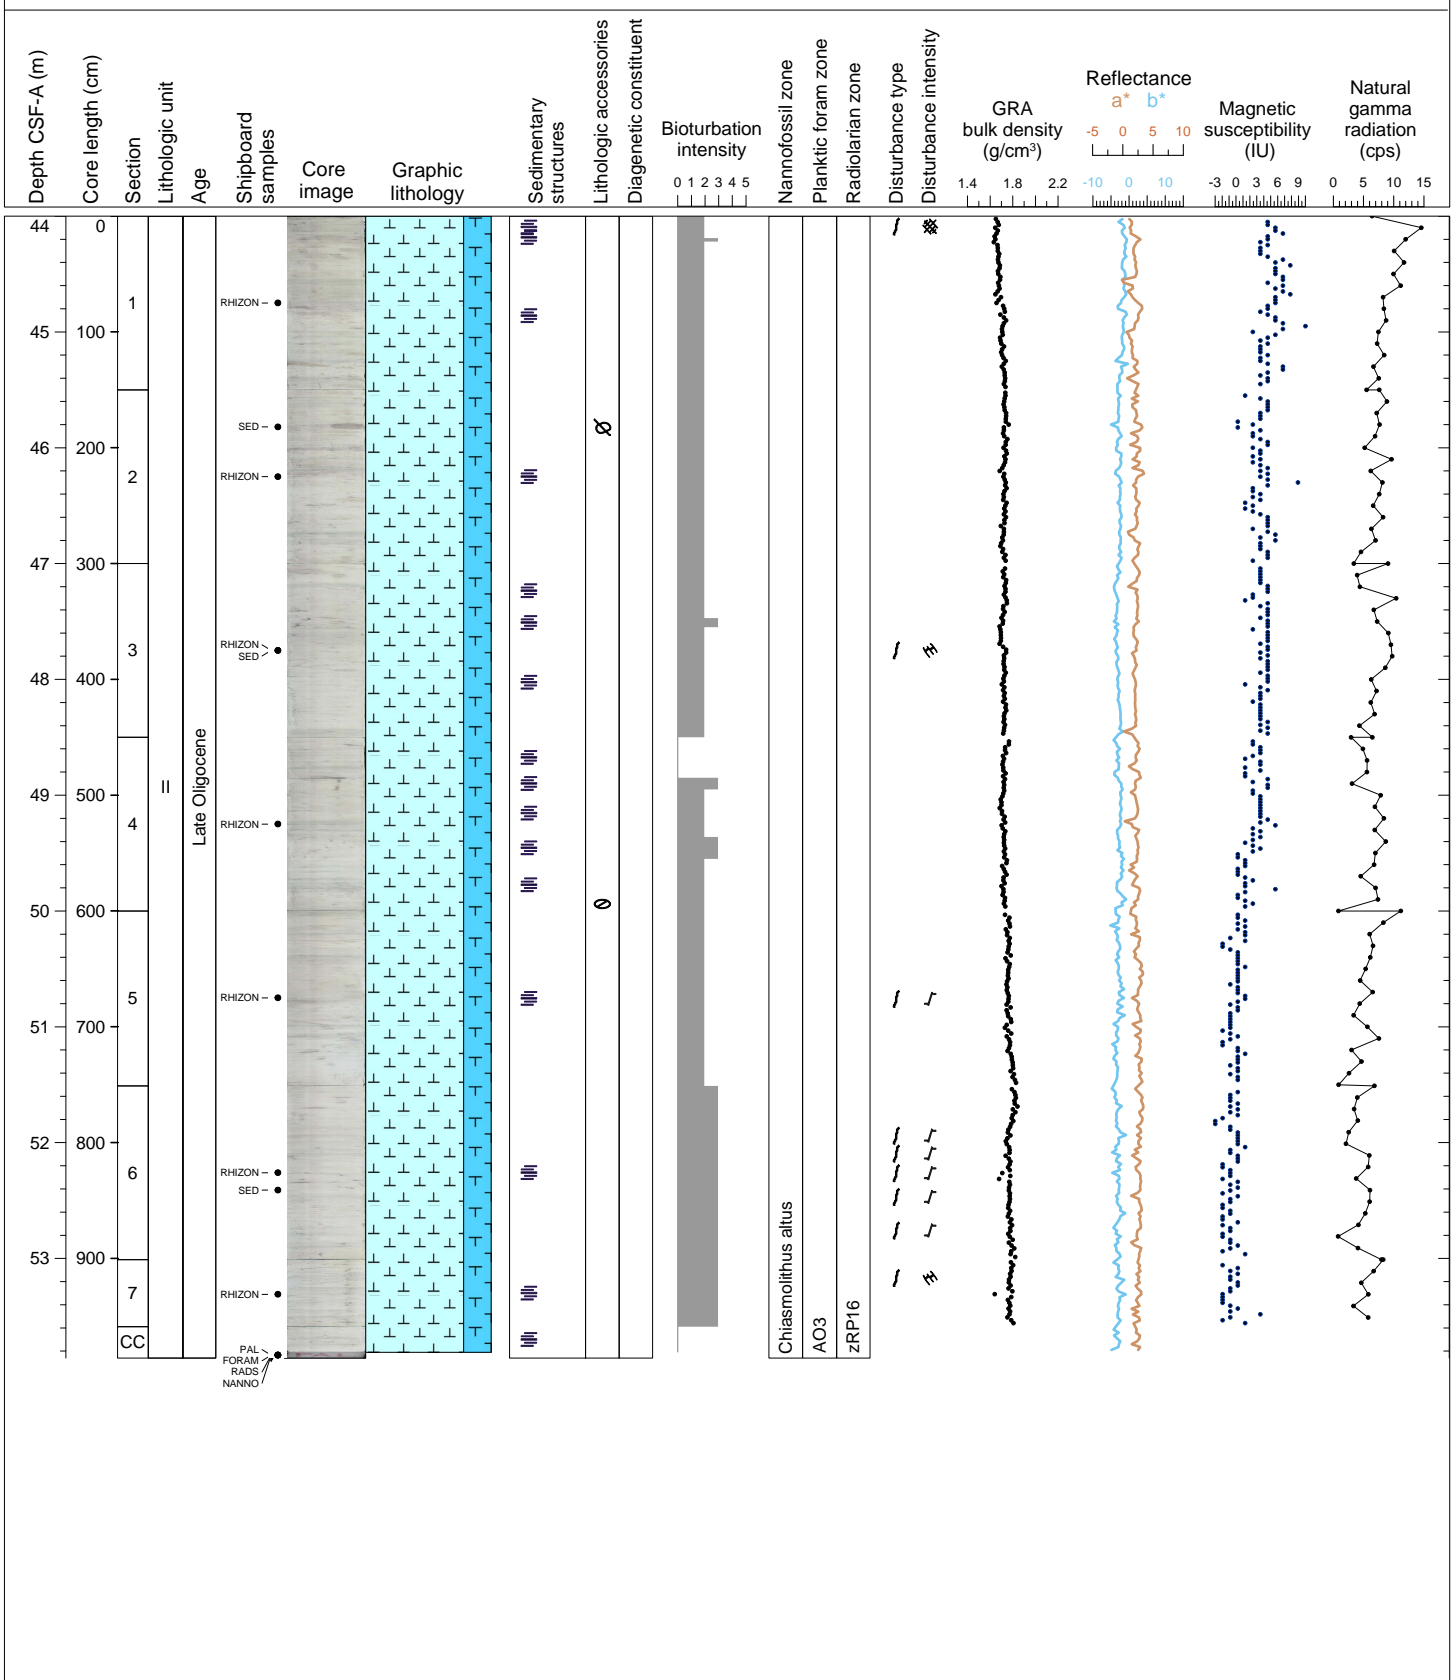 Depth CSF-A (m)
Core length (cm)
Section
Lithologic unit
Age
Shipboard
samples
Core
image
Graphic
lithology
Sedimentary
structures
Lithologic accessories
Diagenetic constituent
Bioturbation
intensity
0 1 2 3 4 5
Nannofossil zone
Planktic foram zone
Radiolarian zone
Disturbance type
Disturbance intensity
GRA
bulk density
(g/cm³)
1.4 1.8 2.2
Reflectance
a* b*
-5 0 5 10
-10 0 10
Magnetic
susceptibility
(IU)
-3 0 3 6 9
Natural
gamma
radiation
(cps)
0 5 10 15
44 0
1 RHIZON
45 100
SED
46 200
2 RHIZON
47 300
RHIZON
3
SED
48 400
II
Late Oligocene
49 500
4 RHIZON
50 600
5 RHIZON
51 700
52 800
6 RHIZON
SED
53 900
7 RHIZON
CC
PAL
FORAM
RADS
NANNO
Chiasmolithus altus
AO3
zRP16